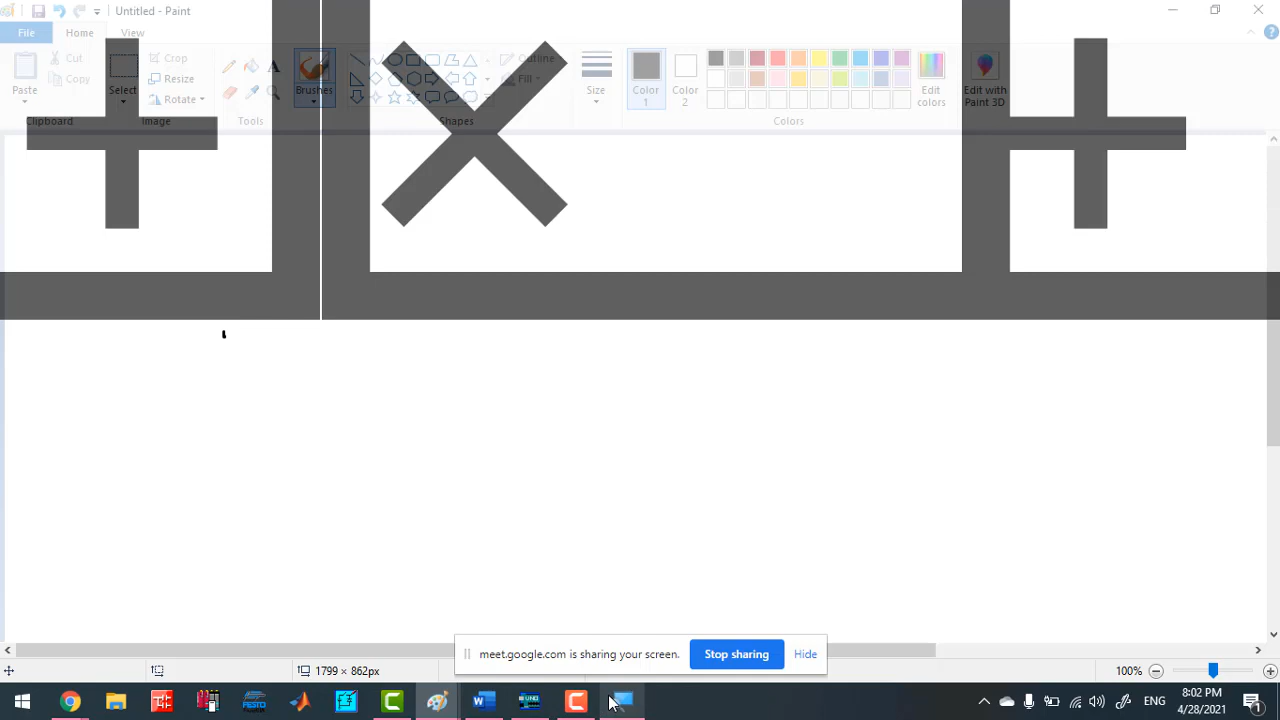 Untitled - Paint
File Home View
Paste
Cut
Copy
Clipboard
Select
Crop
Resize
Rotate
Image
Tools
Brushes
Shapes
Outline
Fill
Size
Color 1
Color 2
Colors
Edit colors
Edit with Paint 3D
meet.google.com is sharing your screen. Stop sharing Hide
1799 × 862px
100%
ENG
8:02 PM
4/28/2021